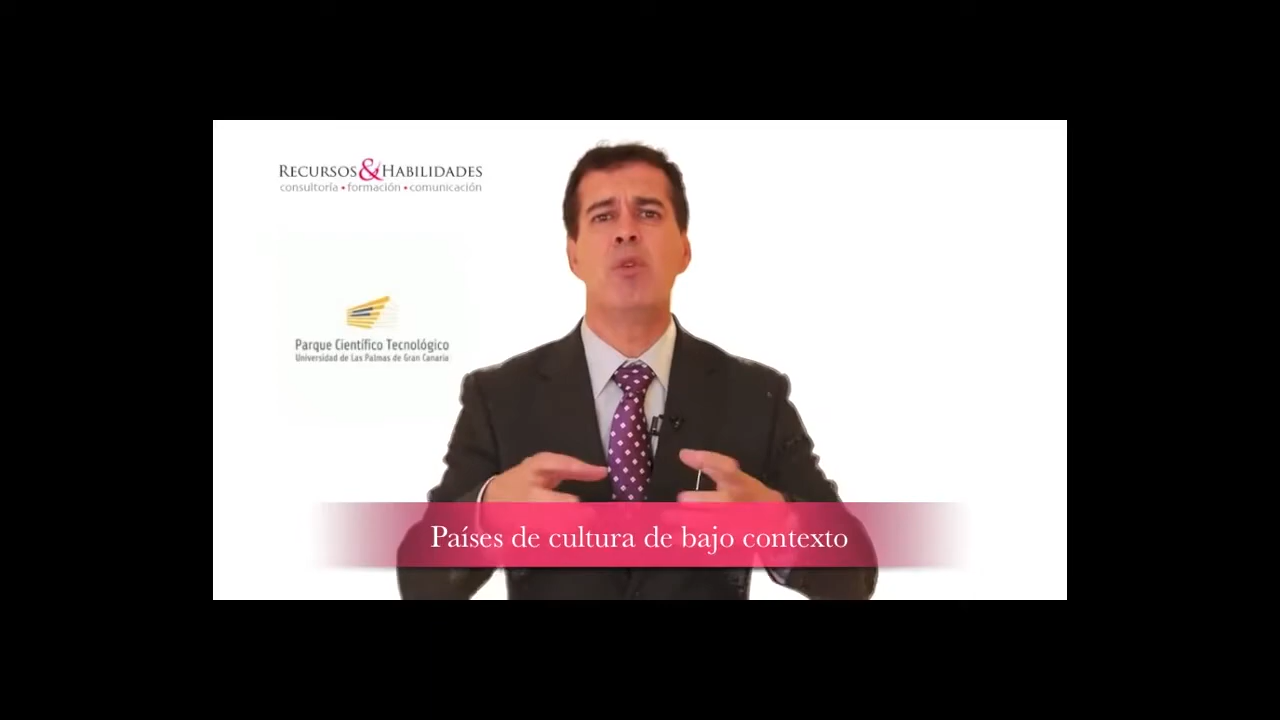 RECURSOS&HABILIDADES
consultoría • formación • comunicación
Parque Científico Tecnológico
Universidad de Las Palmas de Gran Canaria
Países de cultura de bajo contexto